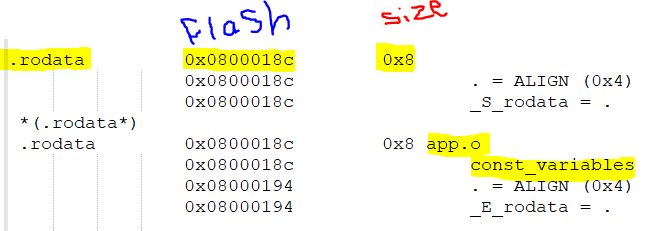 Flash size
.rodata 0x0800018c 0x8
0x0800018c . = ALIGN (0x4)
0x0800018c _S_rodata = .
*(.rodata*)
.rodata 0x0800018c 0x8 app.o
0x0800018c const_variables
0x08000194 . = ALIGN (0x4)
0x08000194 _E_rodata = .